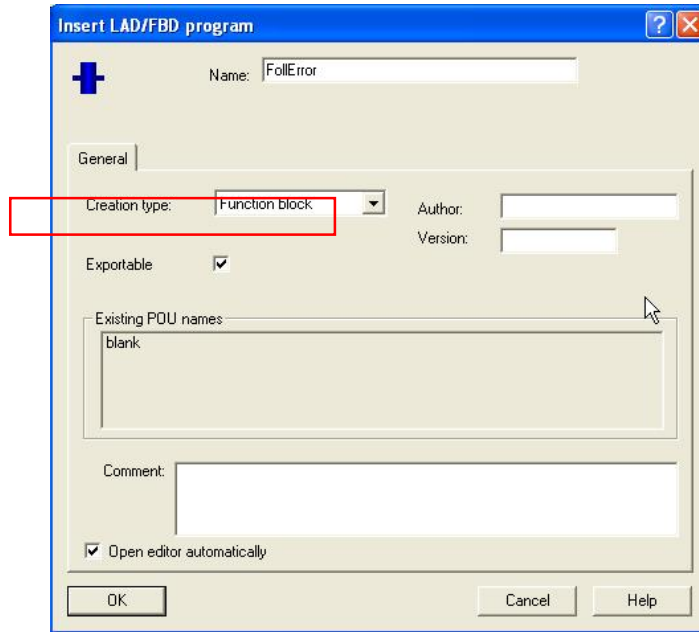 Insert LAD/FBD program
Name: FollError
General
Creation type: Function block
Author:
Version:
Exportable
Existing POU names
blank
Comment:
Open editor automatically
OK Cancel Help